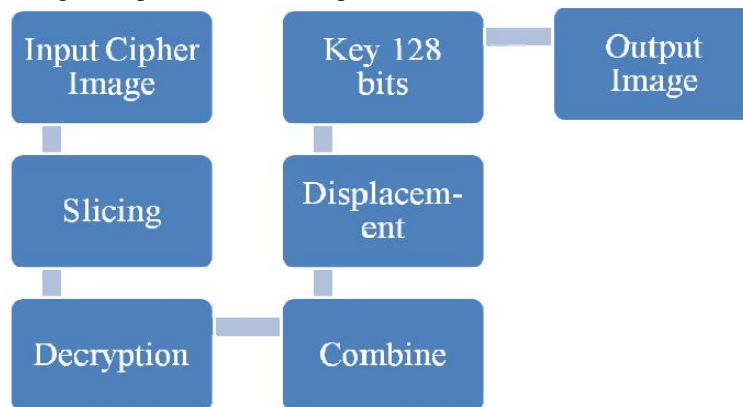 Input Cipher
Image
Slicing
Decryption
Combine
Displacem-
ent
Key 128
bits
Output
Image